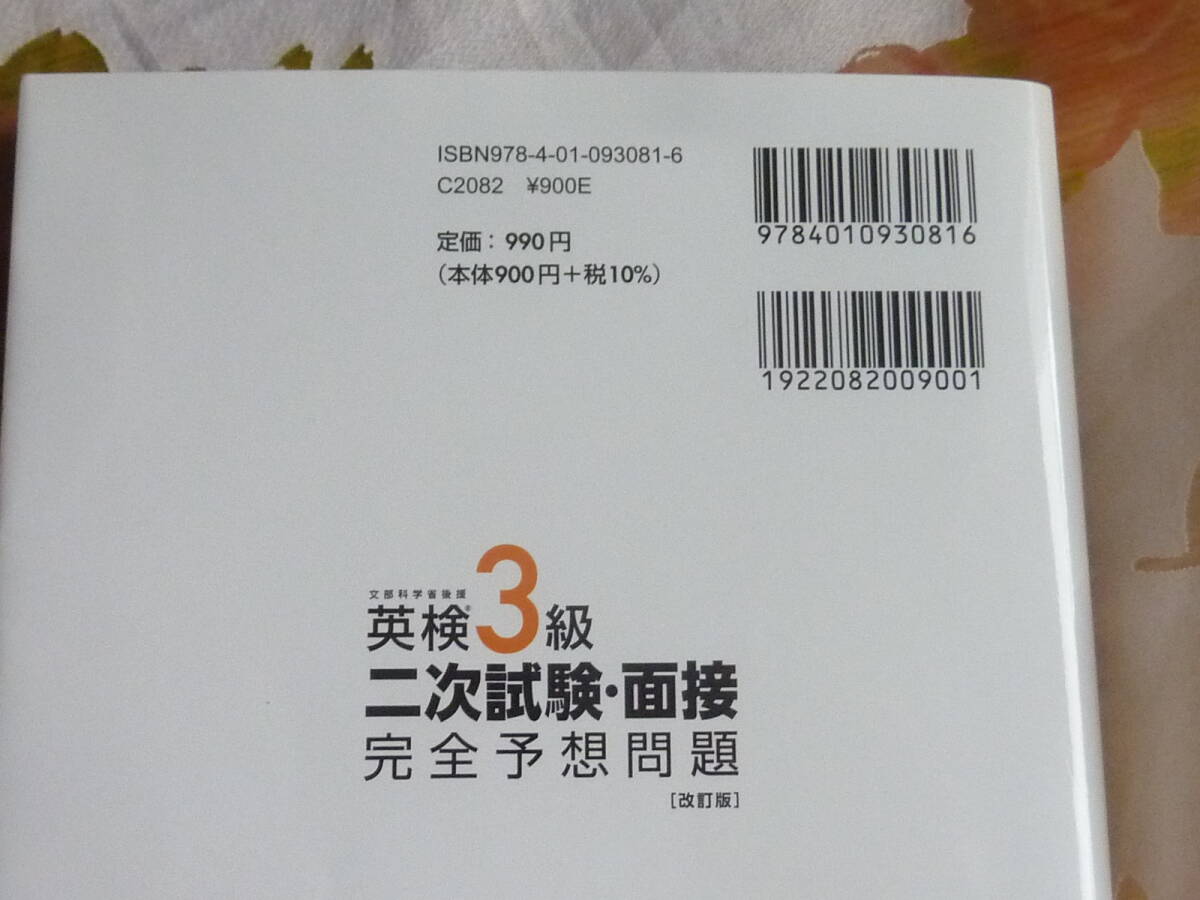 ISBN978-4-01-093081-6
C2082 ¥900E
定価：990円
（本体900円＋税10%）
9784010930816
1922082009001
文部科学省後援
英検®3級
二次試験・面接
完全予想問題
［改訂版］